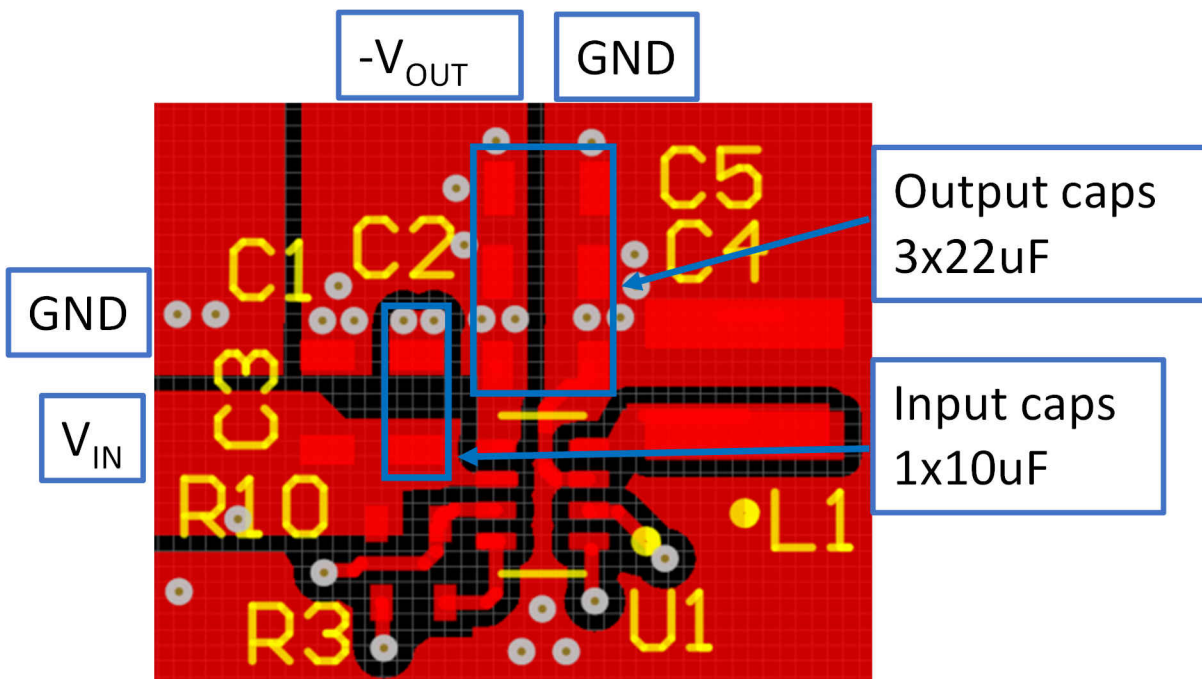 -VOUT
GND
C5
C4
Output caps
3x22uF
C2
C1
GND
C3
VIN
Input caps
1x10uF
R10
L1
R3
U1